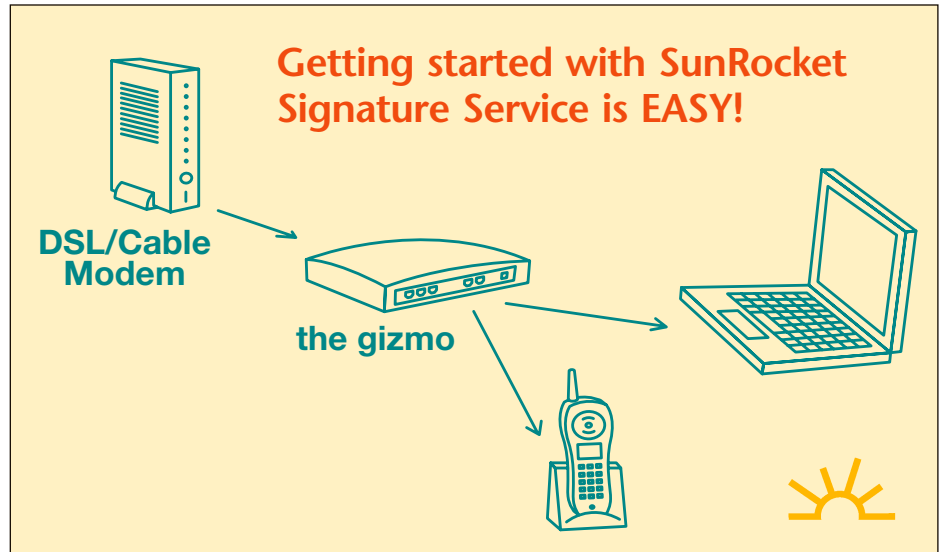 Getting started with SunRocket
Signature Service is EASY!
DSL/Cable
Modem
the gizmo